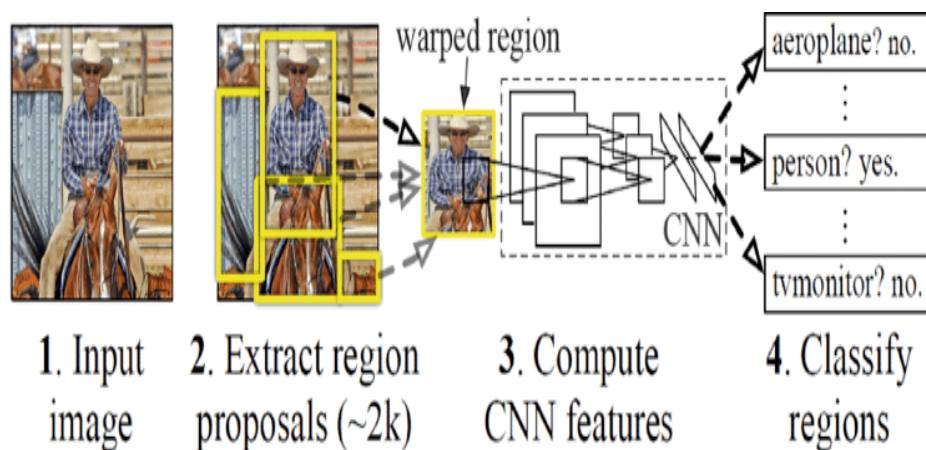 warped region
aeroplane? no.
person? yes.
CNN
tvmonitor? no.
1. Input
image
2. Extract region
proposals (~2k)
3. Compute
CNN features
4. Classify
regions